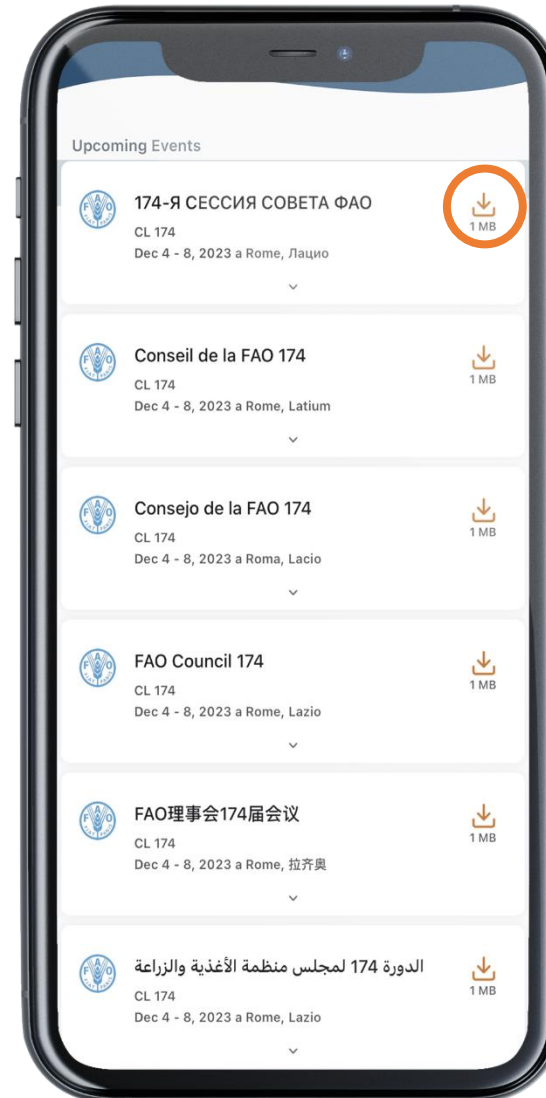 Upcoming Events
174-Я СЕССИЯ СОВЕТА ФАО
CL 174
Dec 4 - 8, 2023 a Rome, Лацио
1 MB
Conseil de la FAO 174
CL 174
Dec 4 - 8, 2023 a Rome, Latium
1 MB
Consejo de la FAO 174
CL 174
Dec 4 - 8, 2023 a Roma, Lacio
1 MB
FAO Council 174
CL 174
Dec 4 - 8, 2023 a Rome, Lazio
1 MB
FAO理事会174届会议
CL 174
Dec 4 - 8, 2023 a Rome, 拉齐奥
1 MB
الدورة 174 لمجلس منظمة الأغذية والزراعة
CL 174
Dec 4 - 8, 2023 a Rome, Lazio
1 MB